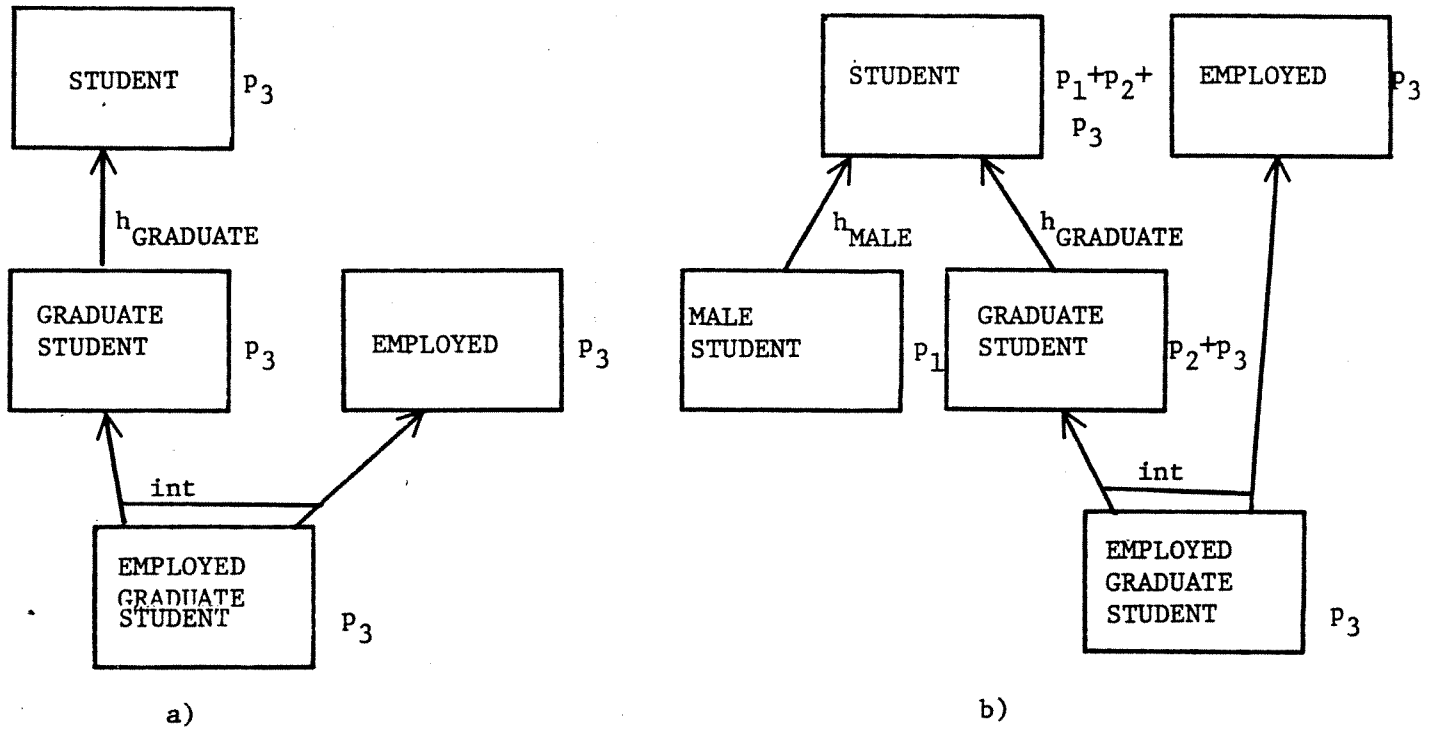 STUDENT
p3
hGRADUATE
GRADUATE
STUDENT
p3
EMPLOYED
p3
int
EMPLOYED
GRADUATE
STUDENT
p3
a)
STUDENT
p1+p2+
p3
EMPLOYED
p3
hMALE
hGRADUATE
MALE
STUDENT
p1
GRADUATE
STUDENT
p2+p3
int
EMPLOYED
GRADUATE
STUDENT
p3
b)